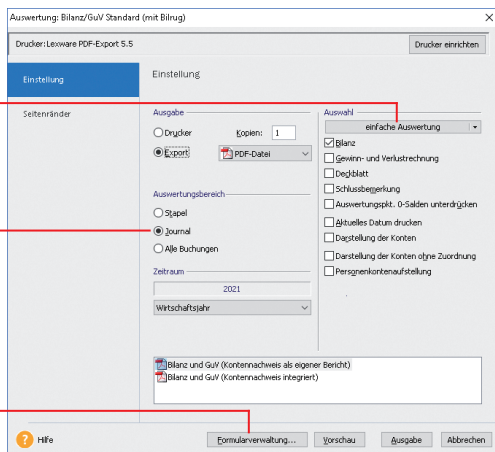 Auswertung: Bilanz/GuV Standard (mit Bilrug)
Drucker: Lexware PDF-Export 5.5
Drucker einrichten
Einstellung
Seitenränder
Einstellung
Ausgabe
Drucker
Kopien: 1
Export
PDF-Datei
Auswertungsbereich
Stapel
Journal
Alle Buchungen
Zeitraum
2021
Wirtschaftsjahr
Auswahl
einfache Auswertung
Bilanz
Gewinn- und Verlustrechnung
Deckblatt
Schlussbemerkung
Auswertungspkt. 0-Salden unterdrücken
Aktuelles Datum drucken
Darstellung der Konten
Darstellung der Konten ohne Zuordnung
Personenkontenaufstellung
Bilanz und GuV (Kontennachweis als eigener Bericht)
Bilanz und GuV (Kontennachweis integriert)
? Hilfe
Formularverwaltung...
Vorschau
Ausgabe
Abbrechen